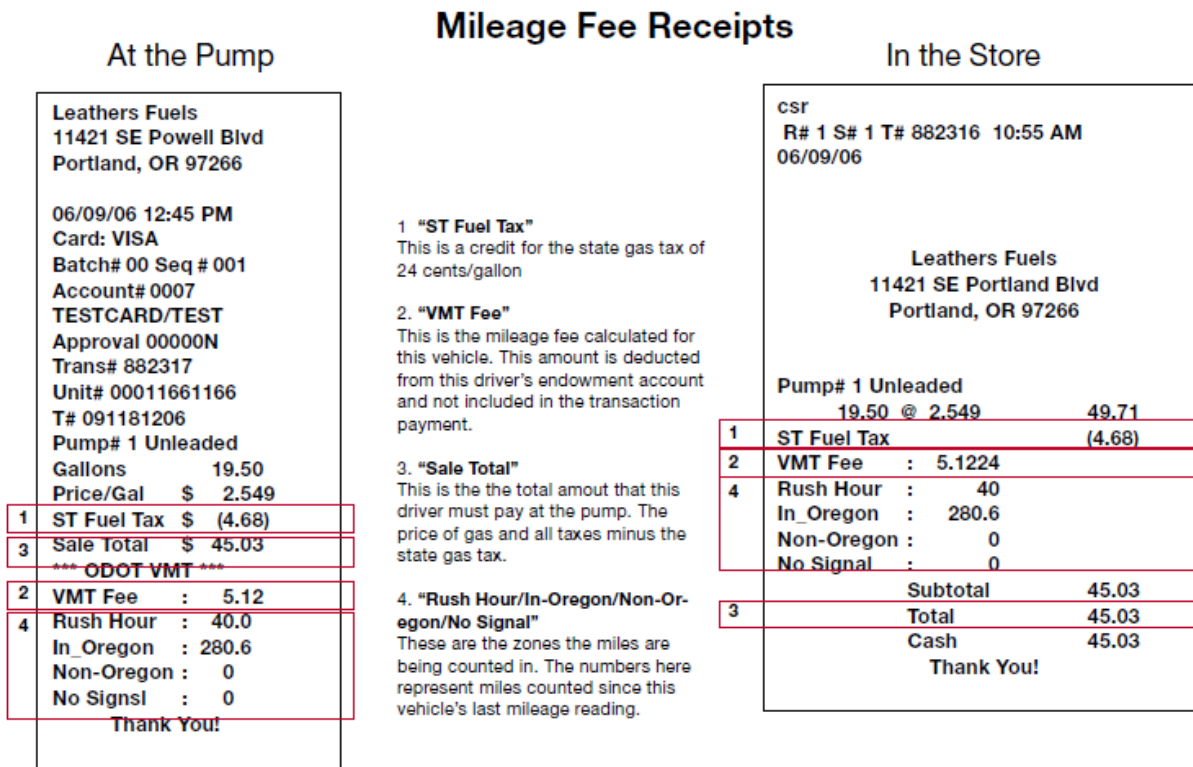 Mileage Fee Receipts
At the Pump
Leathers Fuels
11421 SE Powell Blvd
Portland, OR 97266
06/09/06 12:45 PM
Card: VISA
Batch# 00 Seq # 001
Account# 0007
TESTCARD/TEST
Approval 00000N
Trans# 882317
Unit# 00011661166
T# 091181206
Pump# 1 Unleaded
Gallons 19.50
Price/Gal $ 2.549
1 ST Fuel Tax $ (4.68)
3 Sale Total $ 45.03
*** ODOT VMT ***
2 VMT Fee : 5.12
4 Rush Hour : 40.0
In_Oregon : 280.6
Non-Oregon : 0
No Signsl : 0
Thank You!
1 “ST Fuel Tax”
This is a credit for the state gas tax of
24 cents/gallon
2. “VMT Fee”
This is the mileage fee calculated for
this vehicle. This amount is deducted
from this driver’s endowment account
and not included in the transaction
payment.
3. “Sale Total”
This is the the total amout that this
driver must pay at the pump. The
price of gas and all taxes minus the
state gas tax.
4. “Rush Hour/In-Oregon/Non-Or-
egon/No Signal”
These are the zones the miles are
being counted in. The numbers here
represent miles counted since this
vehicle’s last mileage reading.
In the Store
csr
R# 1 S# 1 T# 882316 10:55 AM
06/09/06
Leathers Fuels
11421 SE Portland Blvd
Portland, OR 97266
Pump# 1 Unleaded
19.50 @ 2.549 49.71
1 ST Fuel Tax (4.68)
2 VMT Fee : 5.1224
4 Rush Hour : 40
In_Oregon : 280.6
Non-Oregon : 0
No Signal : 0
Subtotal 45.03
3 Total 45.03
Cash 45.03
Thank You!